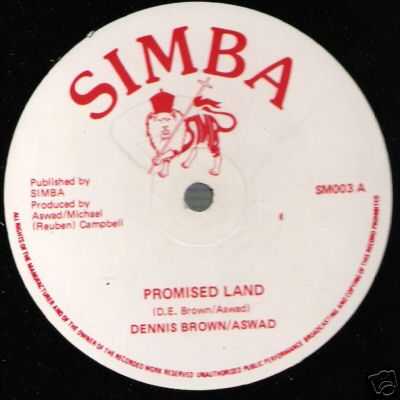 SIMBA
SIMBA
Published by
SIMBA
Produced by
Aswad/Michael
(Reuben) Campbell
SM003 A
PROMISED LAND
(D.E. Brown/Aswad)
DENNIS BROWN/ASWAD
ALL RIGHTS OF THE MANUFACTURER AND OF THE OWNER OF THE RECORDED WORK RESERVED UNAUTHORISED PUBLIC PERFORMANCE BROADCASTING AND COPYING OF THIS RECORD PROHIBITED